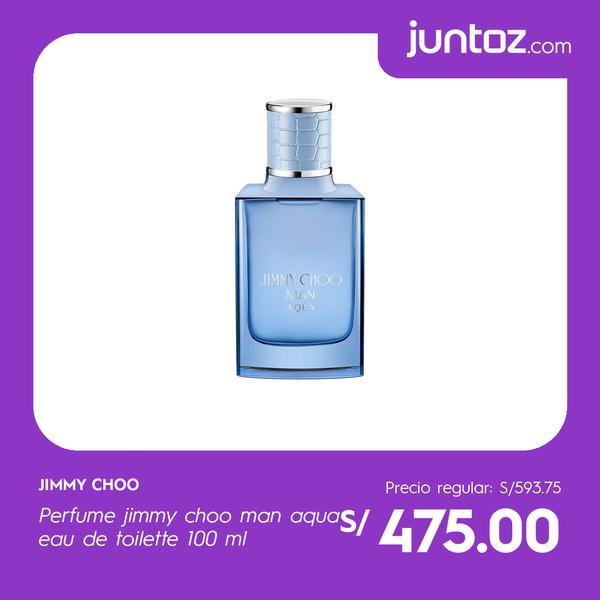 juntoz.com
JIMMY CHOO
MAN
AQUA
JIMMY CHOO
Perfume jimmy choo man aqua
eau de toilette 100 ml
Precio regular: S/593.75
S/ 475.00